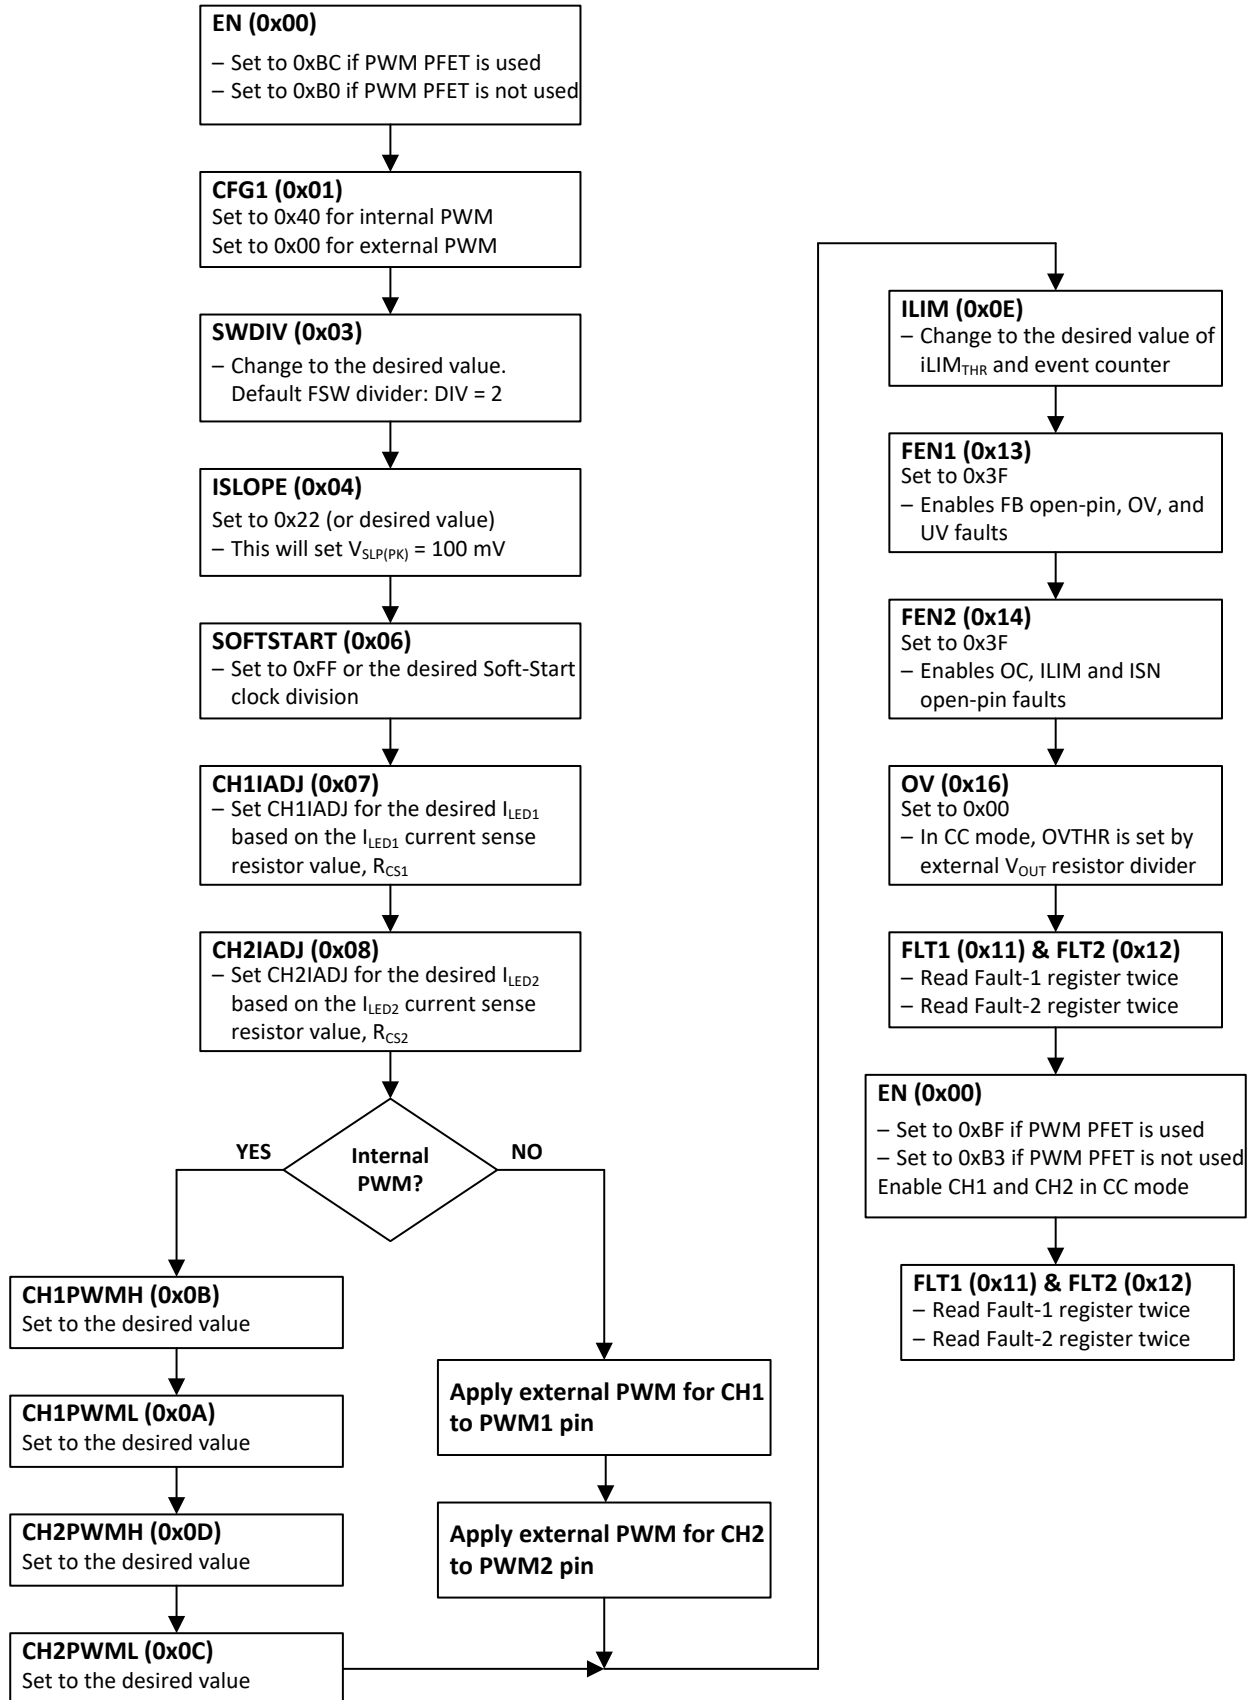 EN (0x00)
– Set to 0xBC if PWM PFET is used
– Set to 0xB0 if PWM PFET is not used
CFG1 (0x01)
Set to 0x40 for internal PWM
Set to 0x00 for external PWM
SWDIV (0x03)
– Change to the desired value.
Default FSW divider: DIV = 2
ISLOPE (0x04)
Set to 0x22 (or desired value)
– This will set VSLP(PK) = 100 mV
SOFTSTART (0x06)
– Set to 0xFF or the desired Soft-Start
clock division
CH1IADJ (0x07)
– Set CH1IADJ for the desired ILED1
based on the ILED1 current sense
resistor value, RCS1
CH2IADJ (0x08)
– Set CH2IADJ for the desired ILED2
based on the ILED2 current sense
resistor value, RCS2
Internal
PWM?
YES
NO
CH1PWMH (0x0B)
Set to the desired value
CH1PWML (0x0A)
Set to the desired value
CH2PWMH (0x0D)
Set to the desired value
CH2PWML (0x0C)
Set to the desired value
Apply external PWM for CH1
to PWM1 pin
Apply external PWM for CH2
to PWM2 pin
ILIM (0x0E)
– Change to the desired value of
iLIMTHR and event counter
FEN1 (0x13)
Set to 0x3F
– Enables FB open-pin, OV, and
UV faults
FEN2 (0x14)
Set to 0x3F
– Enables OC, ILIM and ISN
open-pin faults
OV (0x16)
Set to 0x00
– In CC mode, OVTHR is set by
external VOUT resistor divider
FLT1 (0x11) & FLT2 (0x12)
– Read Fault-1 register twice
– Read Fault-2 register twice
EN (0x00)
– Set to 0xBF if PWM PFET is used
– Set to 0xB3 if PWM PFET is not used
Enable CH1 and CH2 in CC mode
FLT1 (0x11) & FLT2 (0x12)
– Read Fault-1 register twice
– Read Fault-2 register twice